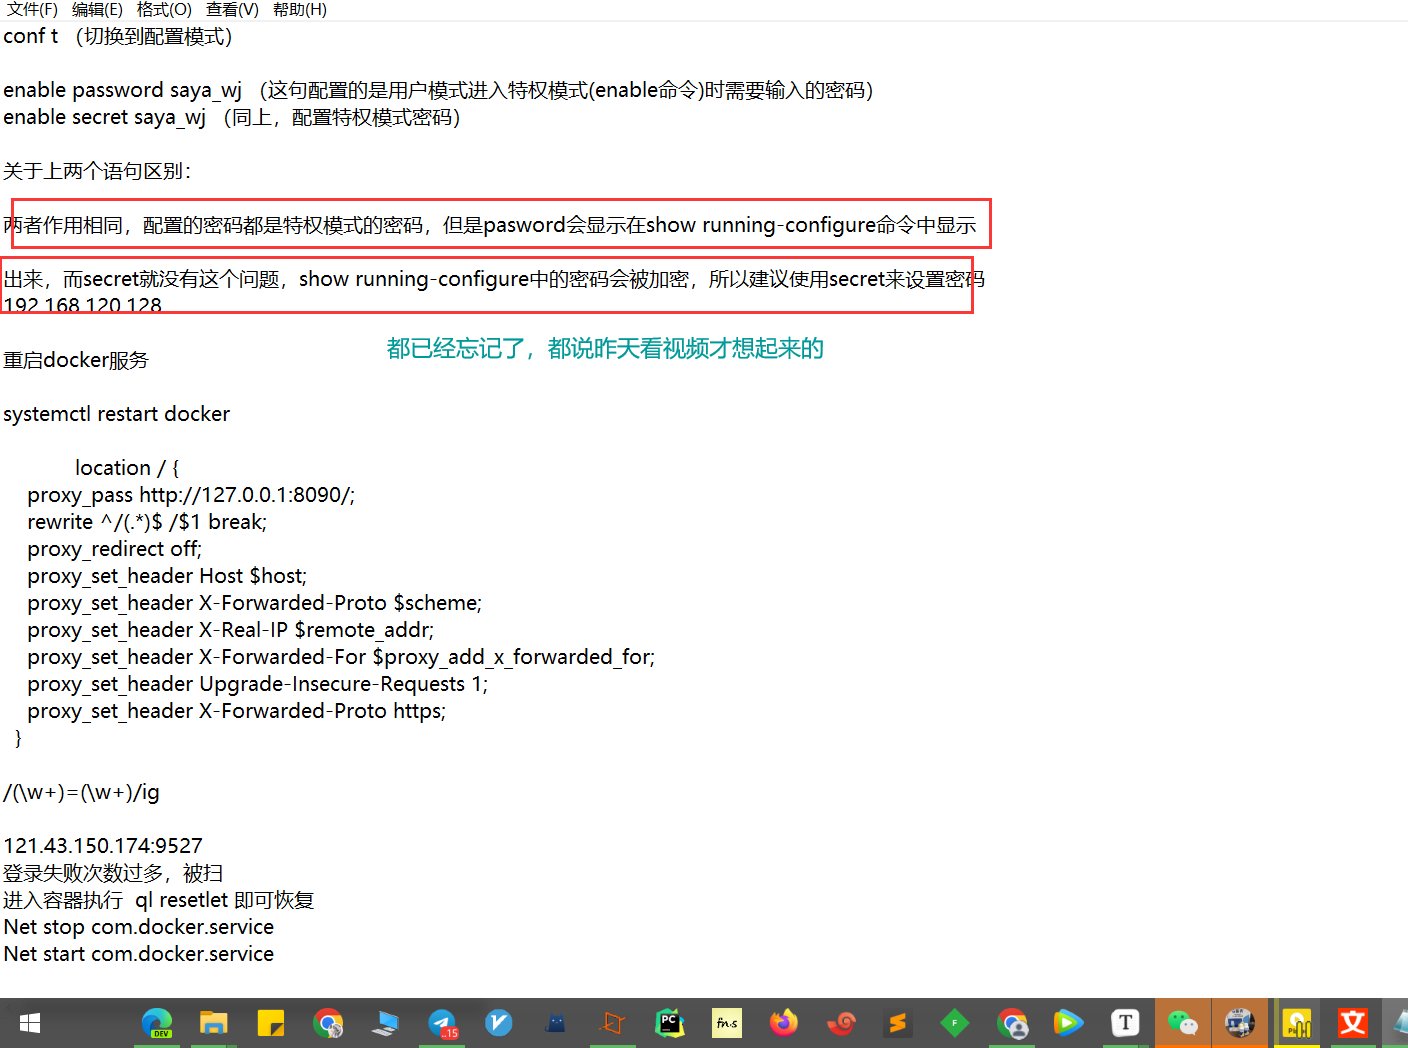 文件(F) 编辑(E) 格式(O) 查看(V) 帮助(H)
conf t （切换到配置模式）
enable password saya_wj （这句配置的是用户模式进入特权模式(enable命令)时需要输入的密码）
enable secret saya_wj （同上，配置特权模式密码）
关于上两个语句区别：
两者作用相同，配置的密码都是特权模式的密码，但是pasword会显示在show running-configure命令中显示
出来，而secret就没有这个问题，show running-configure中的密码会被加密，所以建议使用secret来设置密码
192.168.120.128
都已经忘记了，都说昨天看视频才想起来的
重启docker服务
systemctl restart docker
location / {
proxy_pass http://127.0.0.1:8090/;
rewrite ^/(.*)$ /$1 break;
proxy_redirect off;
proxy_set_header Host $host;
proxy_set_header X-Forwarded-Proto $scheme;
proxy_set_header X-Real-IP $remote_addr;
proxy_set_header X-Forwarded-For $proxy_add_x_forwarded_for;
proxy_set_header Upgrade-Insecure-Requests 1;
proxy_set_header X-Forwarded-Proto https;
}
/(\w+)=(\w+)/ig
121.43.150.174:9527
登录失败次数过多，被扫
进入容器执行 ql resetlet 即可恢复
Net stop com.docker.service
Net start com.docker.service
DEV
15
PC
fn.s
F
T
文